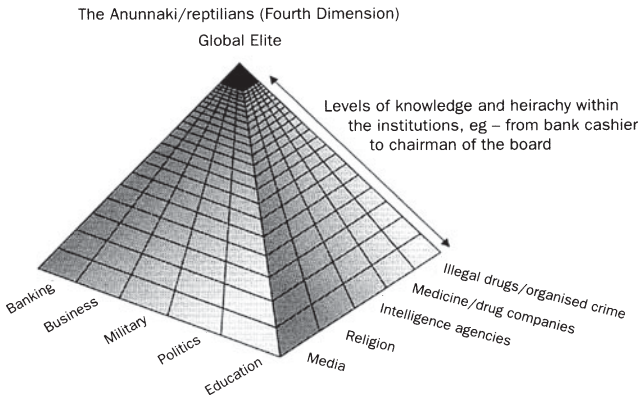 The Anunnaki/reptilians (Fourth Dimension)
Global Elite
Levels of knowledge and heirachy within
the institutions, eg – from bank cashier
to chairman of the board
Banking
Business
Military
Politics
Education
Media
Religion
Intelligence agencies
Medicine/drug companies
Illegal drugs/organised crime